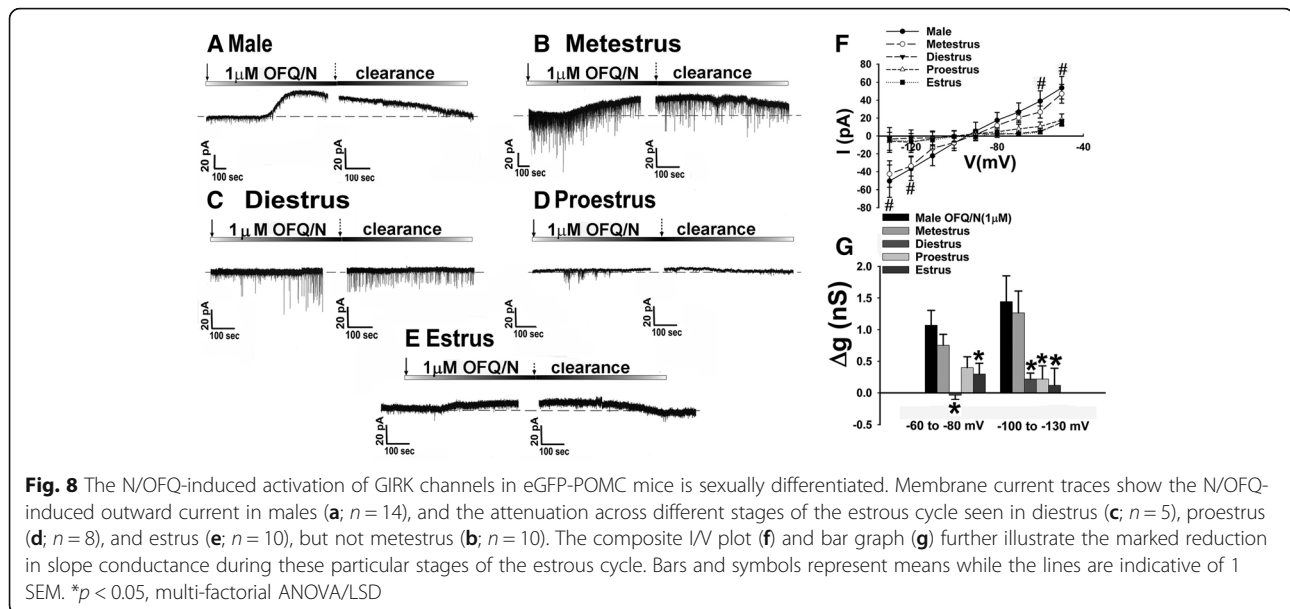 A Male
1μM OFQ/N clearance
20 pA
100 sec
20 pA
100 sec
B Metestrus
1μM OFQ/N clearance
20 pA
100 sec
20 pA
100 sec
C Diestrus
1μM OFQ/N clearance
20 pA
100 sec
20 pA
100 sec
D Proestrus
1μM OFQ/N clearance
20 pA
100 sec
20 pA
100 sec
E Estrus
1μM OFQ/N clearance
20 pA
100 sec
20 pA
100 sec
F
Male
Metestrus
Diestrus
Proestrus
Estrus
I (pA)
80
60
40
20
0
-20
-40
-60
-80
-120
-80
-40
V(mV)
# #
# #
G
Male OFQ/N(1μM)
Metestrus
Diestrus
Proestrus
Estrus
Δg (nS)
2.0
1.5
1.0
0.5
0.0
-0.5
* *
* * *
-60 to -80 mV
-100 to -130 mV
Fig. 8 The N/OFQ-induced activation of GIRK channels in eGFP-POMC mice is sexually differentiated. Membrane current traces show the N/OFQ-
induced outward current in males (a; n = 14), and the attenuation across different stages of the estrous cycle seen in diestrus (c; n = 5), proestrus
(d; n = 8), and estrus (e; n = 10), but not metestrus (b; n = 10). The composite I/V plot (f) and bar graph (g) further illustrate the marked reduction
in slope conductance during these particular stages of the estrous cycle. Bars and symbols represent means while the lines are indicative of 1
SEM. *p < 0.05, multi-factorial ANOVA/LSD